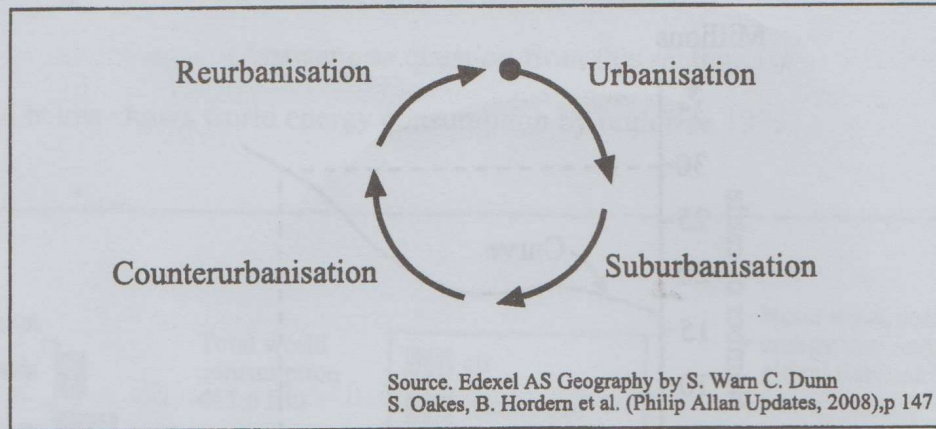 Reurbanisation
Urbanisation
Counterurbanisation
Suburbanisation
Source. Edexel AS Geography by S. Warn C. Dunn
S. Oakes, B. Hordern et al. (Philip Allan Updates, 2008),p 147